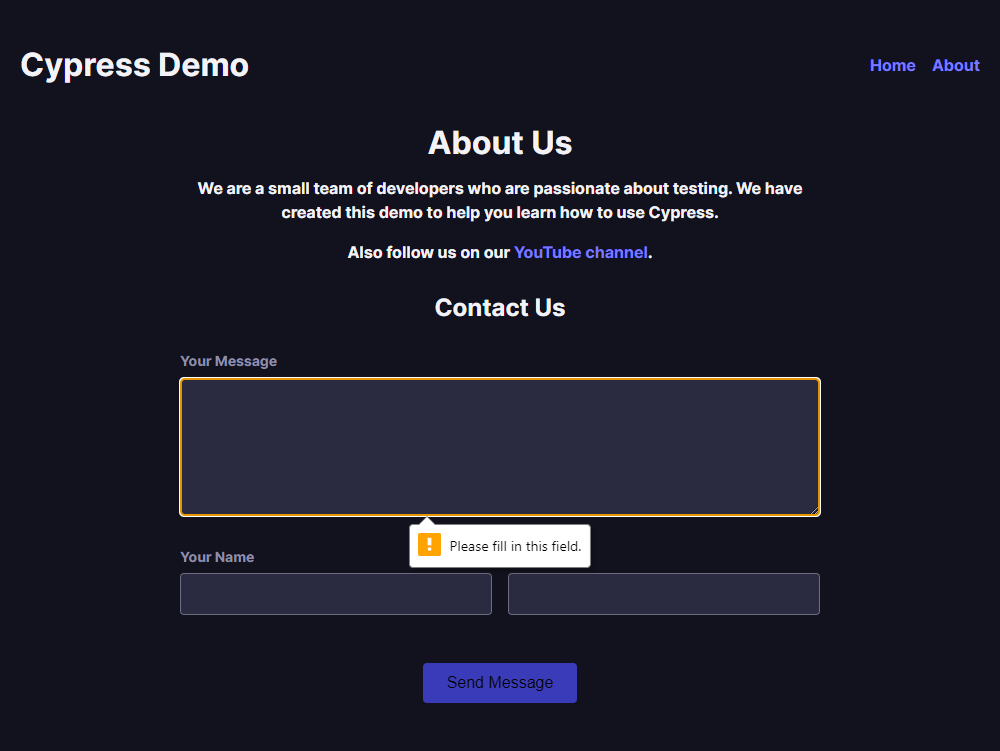 Cypress Demo
Home About
About Us
We are a small team of developers who are passionate about testing. We have
created this demo to help you learn how to use Cypress.
Also follow us on our YouTube channel.
Contact Us
Your Message
Please fill in this field.
Your Name
Send Message